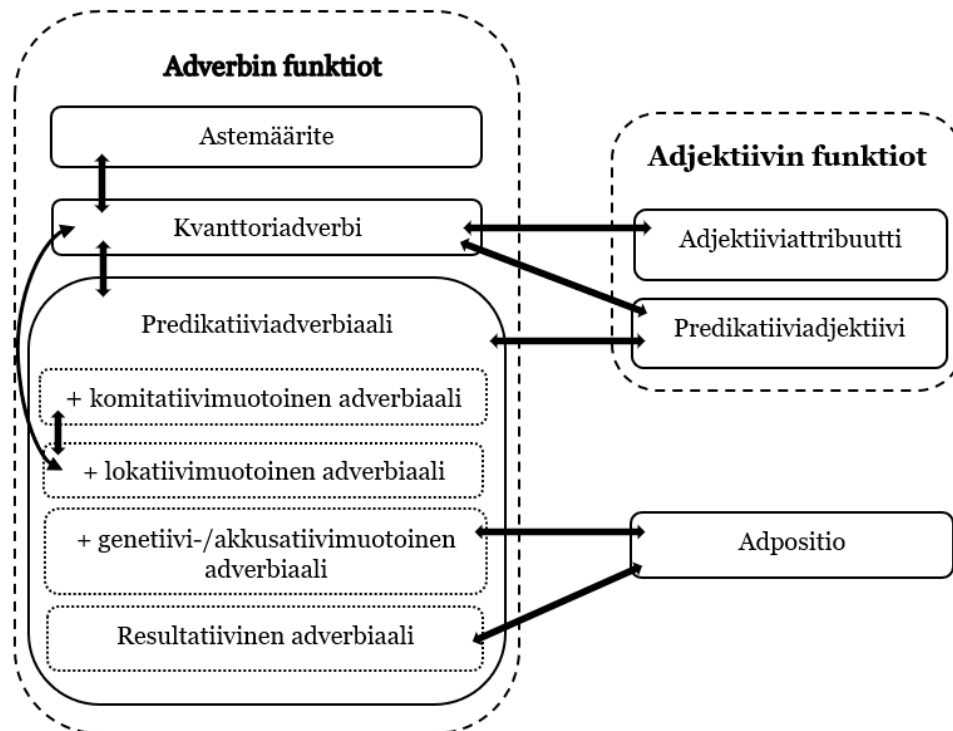 Adverbin funktiot
Astemäärite
Kvanttoriadverbi
Predikatiiviadverbiaali
+ komitatiivimuotoinen adverbiaali
+ lokatiivimuotoinen adverbiaali
+ genetiivi-/akkusatiivimuotoinen
adverbiaali
Resultatiivinen adverbiaali
Adjektiivin funktiot
Adjektiiviattribuutti
Predikatiiviadjektiivi
Adpositio